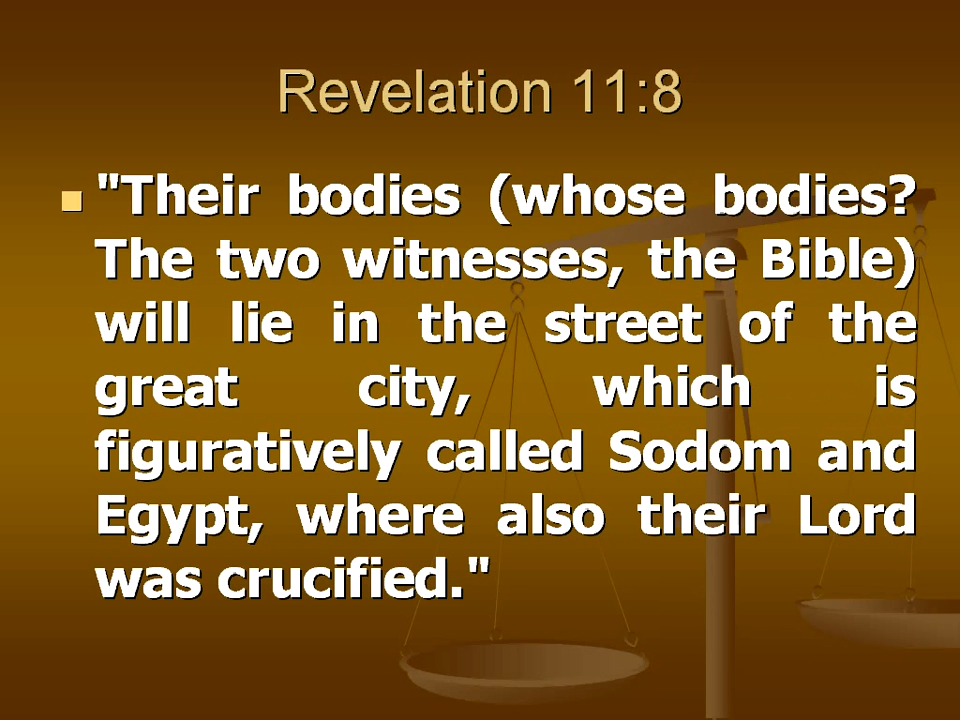 Revelation 11:8
"Their bodies (whose bodies?
The two witnesses, the Bible)
will lie in the street of the
great city, which is
figuratively called Sodom and
Egypt, where also their Lord
was crucified."